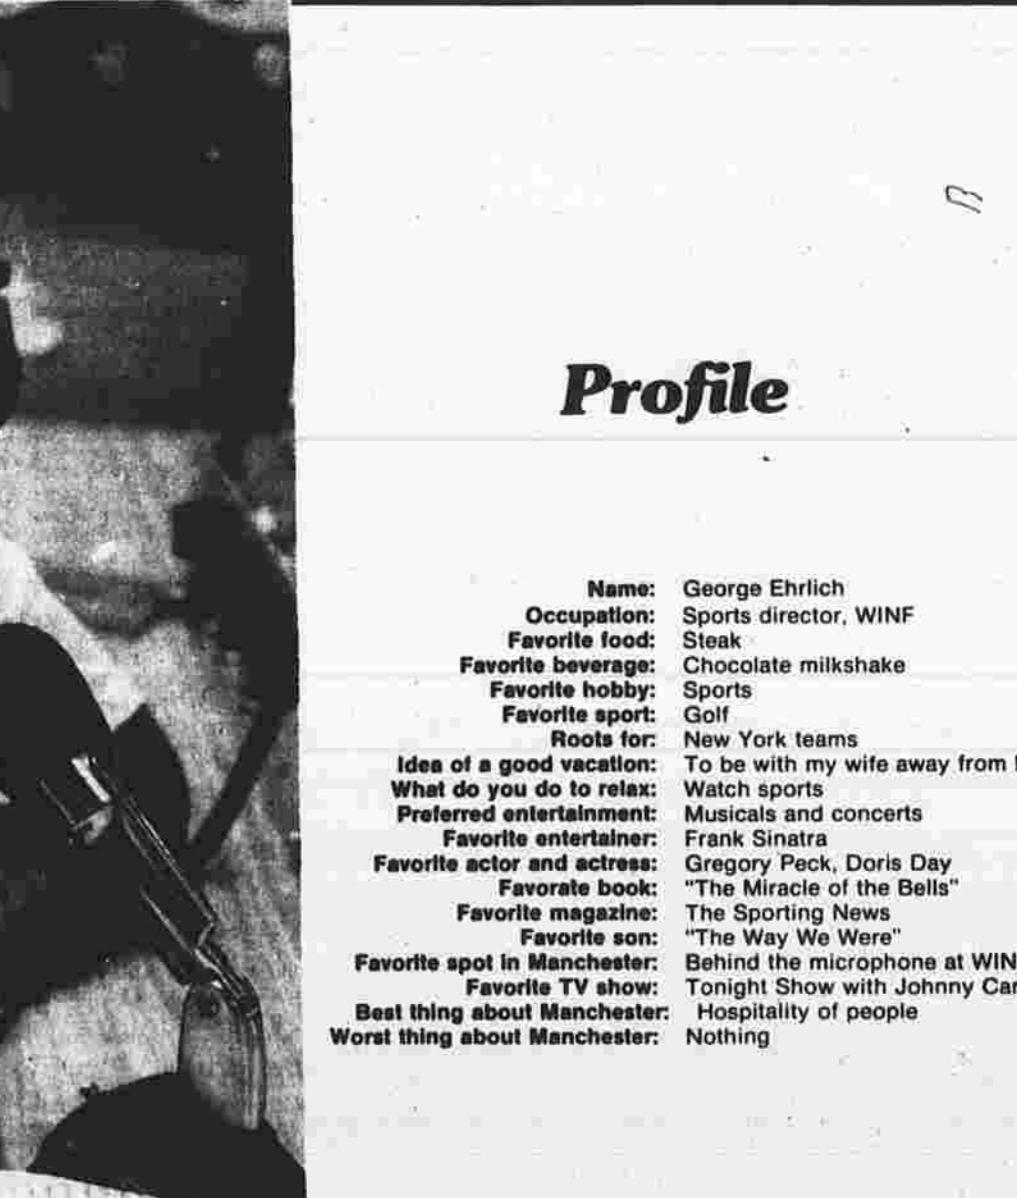 Profile
Name: George Ehrlich
Occupation: Sports director, WINF
Favorite food: Steak
Favorite beverage: Chocolate milkshake
Favorite hobby: Sports
Favorite sport: Golf
Roots for: New York teams
Idea of a good vacation: To be with my wife away from
What do you do to relax: Watch sports
Preferred entertainment: Musicals and concerts
Favorite entertainer: Frank Sinatra
Favorite actor and actress: Gregory Peck, Doris Day
Favorate book: "The Miracle of the Bells"
Favorite magazine: The Sporting News
Favorite son: "The Way We Were"
Favorite spot in Manchester: Behind the microphone at WIN
Favorite TV show: Tonight Show with Johnny Car
Best thing about Manchester: Hospitality of people
Worst thing about Manchester: Nothing